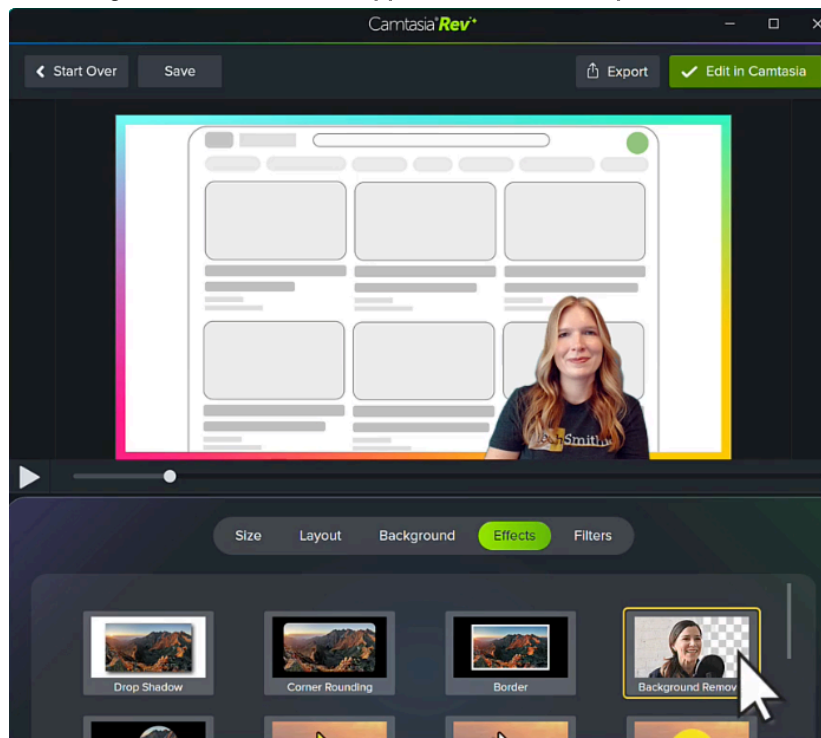 Camtasia Rev
Start Over Save Export Edit in Camtasia
Size Layout Background Effects Filters
Drop Shadow Corner Rounding Border Background